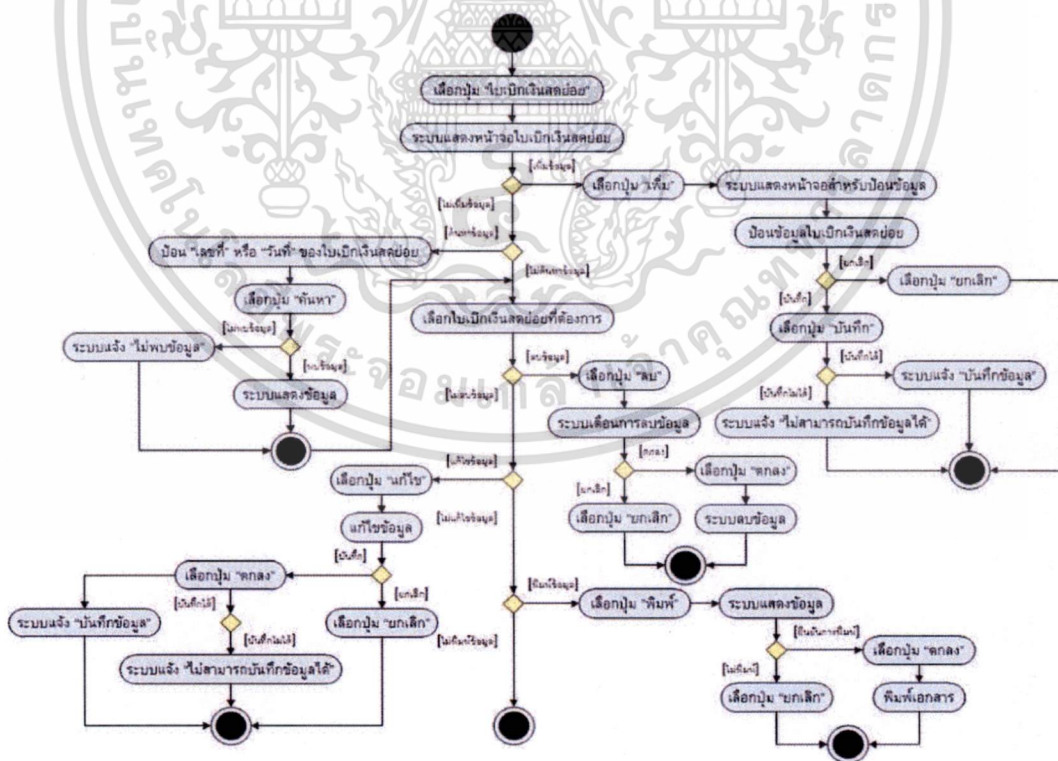 เลือกปุ่ม "ใบเบิกเงินสดย่อย"
ระบบแสดงหน้าจอใบเบิกเงินสดย่อย
[เพิ่มข้อมูล]
เลือกปุ่ม "เพิ่ม"
ระบบแสดงหน้าจอสำหรับป้อนข้อมูล
[ไม่เพิ่มข้อมูล]
ป้อนข้อมูลใบเบิกเงินสดย่อย
[ค้นหาข้อมูล]
ป้อน "เลขที่" หรือ "วันที่" ของใบเบิกเงินสดย่อย
[ไม่ค้นหาข้อมูล]
[ยกเลิก]
เลือกปุ่ม "ยกเลิก"
[บันทึก]
เลือกปุ่ม "ค้นหา"
เลือกใบเบิกเงินสดย่อยที่ต้องการ
เลือกปุ่ม "บันทึก"
[ไม่พบข้อมูล]
ระบบแจ้ง "ไม่พบข้อมูล"
[พบข้อมูล]
ระบบแสดงข้อมูล
[ลบข้อมูล]
เลือกปุ่ม "ลบ"
[บันทึกได้]
ระบบแจ้ง "บันทึกข้อมูล"
[บันทึกไม่ได้]
[ไม่ลบข้อมูล]
ระบบเตือนการลบข้อมูล
ระบบแจ้ง "ไม่สามารถบันทึกข้อมูลได้"
[แก้ไขข้อมูล]
เลือกปุ่ม "แก้ไข"
[ตกลง]
เลือกปุ่ม "ตกลง"
[ยกเลิก]
แก้ไขข้อมูล
[ไม่แก้ไขข้อมูล]
เลือกปุ่ม "ยกเลิก"
ระบบลบข้อมูล
[บันทึก]
เลือกปุ่ม "ตกลง"
[ยกเลิก]
[บันทึกได้]
[พิมพ์ข้อมูล]
เลือกปุ่ม "พิมพ์"
ระบบแสดงข้อมูล
ระบบแจ้ง "บันทึกข้อมูล"
[บันทึกไม่ได้]
เลือกปุ่ม "ยกเลิก"
[ไม่พิมพ์ข้อมูล]
[ยืนยันการพิมพ์]
เลือกปุ่ม "ตกลง"
ระบบแจ้ง "ไม่สามารถบันทึกข้อมูลได้"
[ไม่พิมพ์]
เลือกปุ่ม "ยกเลิก"
พิมพ์เอกสาร